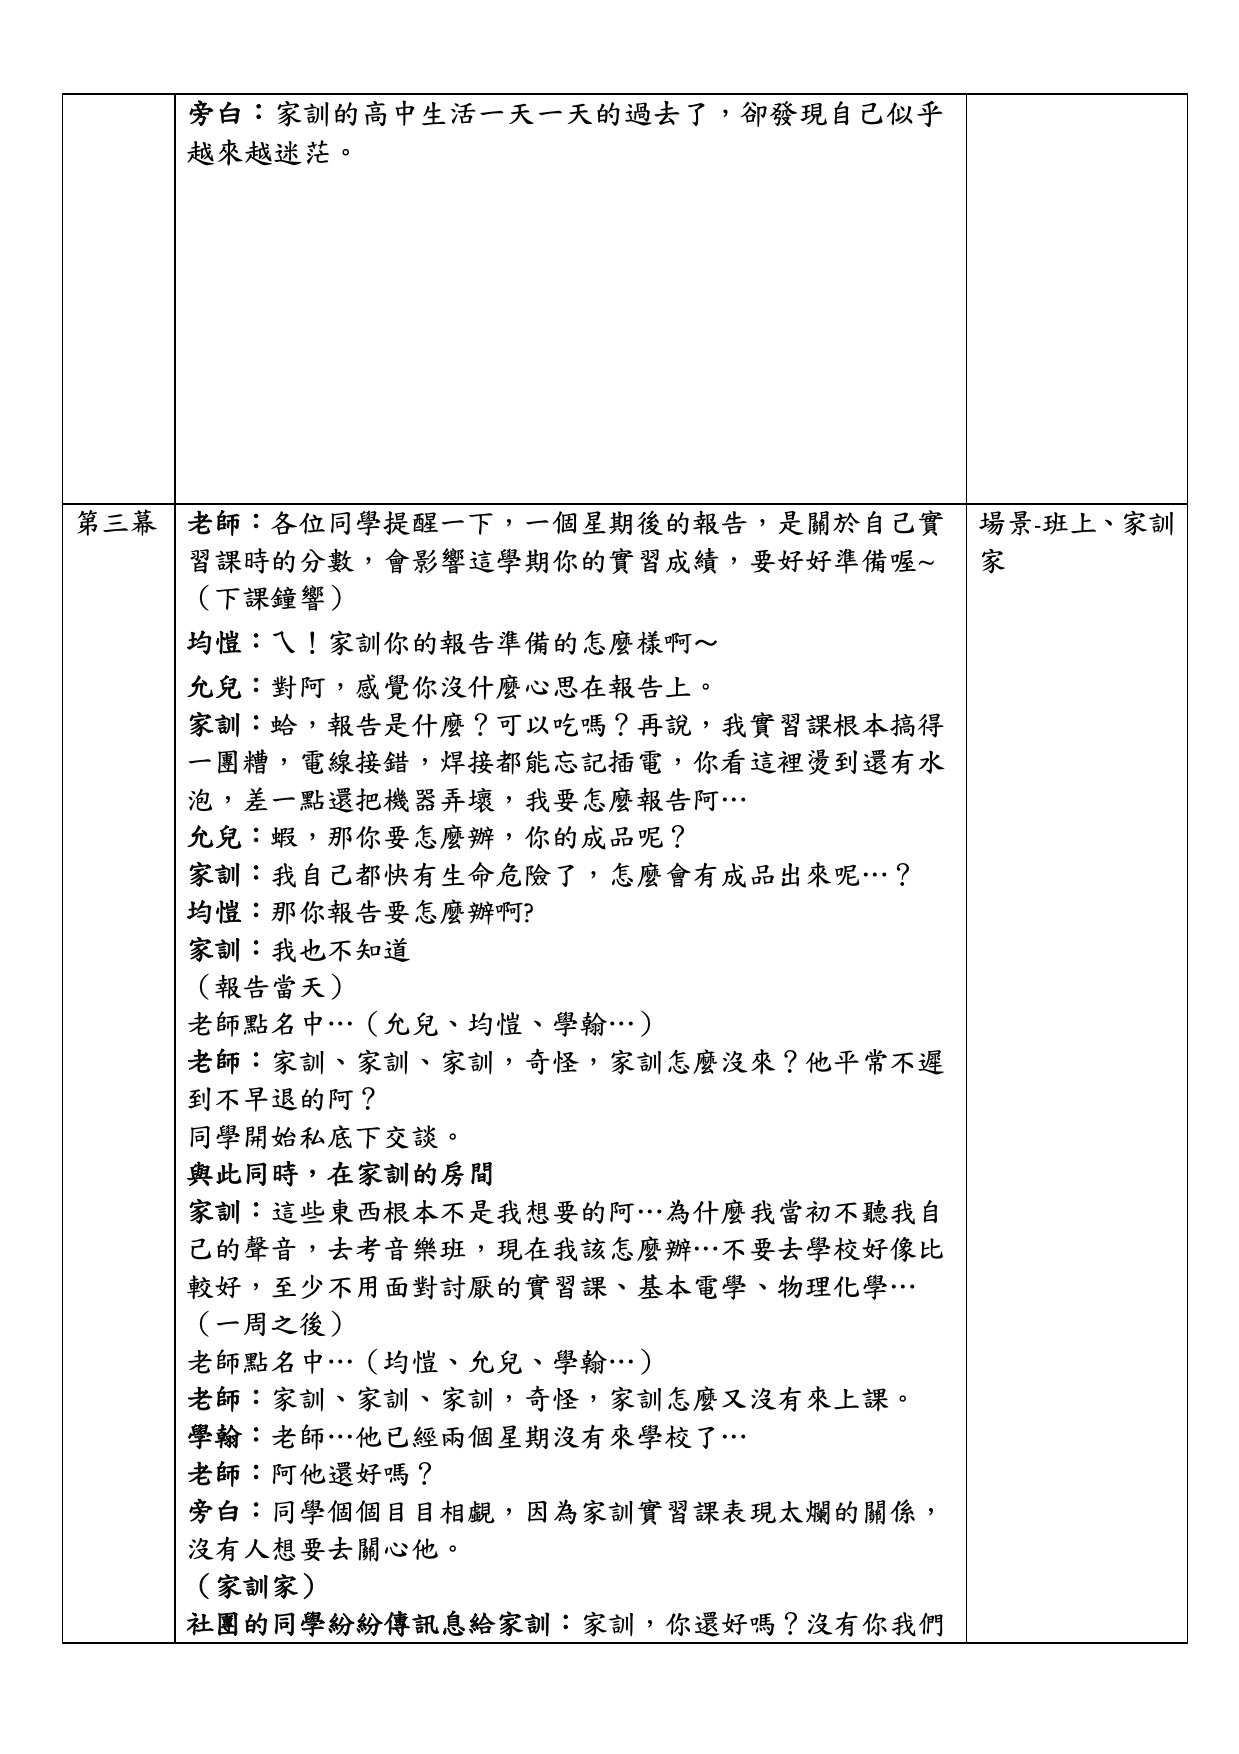 旁白：家訓的高中生活一天一天的過去了，卻發現自己似乎
越來越迷茫。
第三幕
老師：各位同學提醒一下，一個星期後的報告，是關於自己實
習課時的分數，會影響這學期你的實習成績，要好好準備喔~
（下課鐘響）
均愷：ㄟ！家訓你的報告準備的怎麼樣啊～
允兒：對阿，感覺你沒什麼心思在報告上。
家訓：蛤，報告是什麼？可以吃嗎？再說，我實習課根本搞得
一團糟，電線接錯，焊接都能忘記插電，你看這裡燙到還有水
泡，差一點還把機器弄壞，我要怎麼報告阿…
允兒：蝦，那你要怎麼辦，你的成品呢？
家訓：我自己都快有生命危險了，怎麼會有成品出來呢…？
均愷：那你報告要怎麼辦啊?
家訓：我也不知道
（報告當天）
老師點名中…（允兒、均愷、學翰…）
老師：家訓、家訓、家訓，奇怪，家訓怎麼沒來？他平常不遲
到不早退的阿？
同學開始私底下交談。
與此同時，在家訓的房間
家訓：這些東西根本不是我想要的阿…為什麼我當初不聽我自
己的聲音，去考音樂班，現在我該怎麼辦…不要去學校好像比
較好，至少不用面對討厭的實習課、基本電學、物理化學…
（一周之後）
老師點名中…（均愷、允兒、學翰…）
老師：家訓、家訓、家訓，奇怪，家訓怎麼又沒有來上課。
學翰：老師…他已經兩個星期沒有來學校了…
老師：阿他還好嗎？
旁白：同學個個目目相覷，因為家訓實習課表現太爛的關係，
沒有人想要去關心他。
（家訓家）
社團的同學紛紛傳訊息給家訓：家訓，你還好嗎？沒有你我們
場景-班上、家訓
家